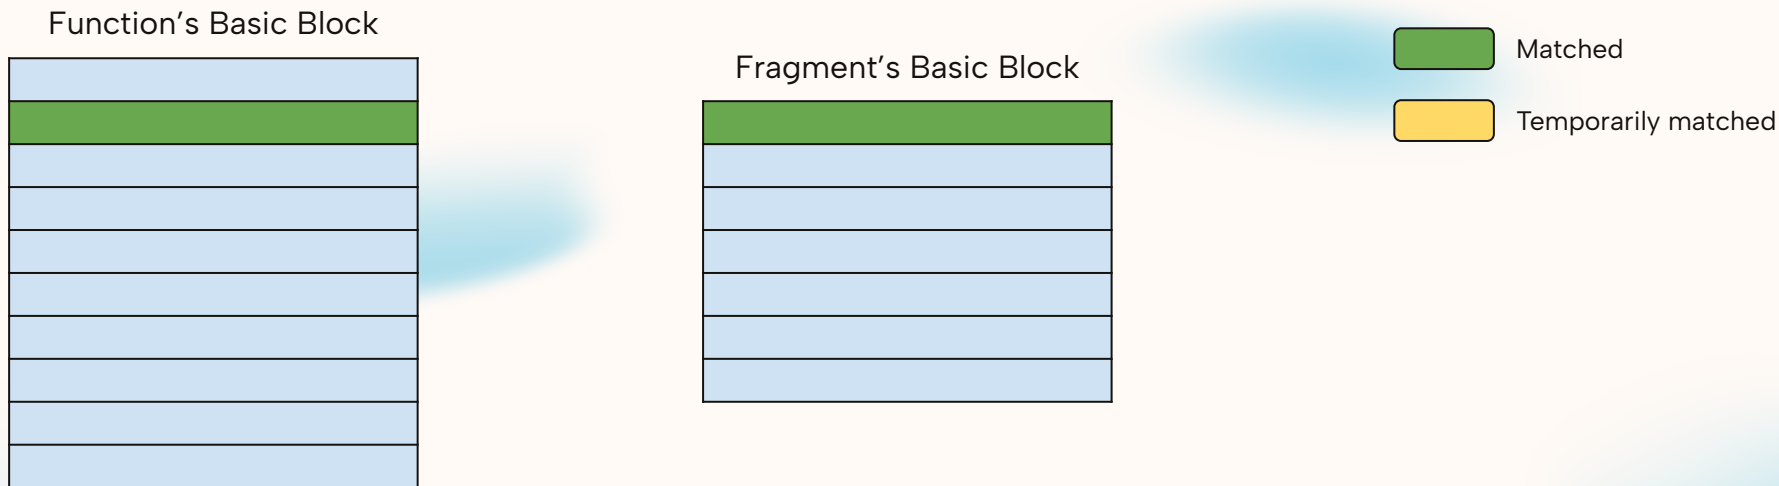 Function's Basic Block
Fragment's Basic Block
Matched
Temporarily matched